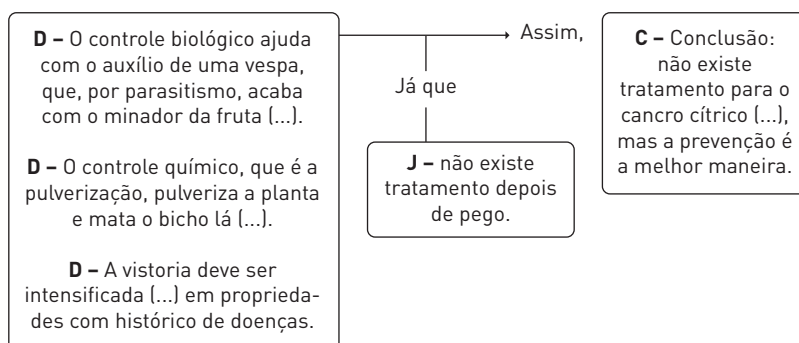 D – O controle biológico ajuda
com o auxílio de uma vespa,
que, por parasitismo, acaba
com o minador da fruta (...).
D – O controle químico, que é a
pulverização, pulveriza a planta
e mata o bicho lá (...).
D – A vistoria deve ser
intensificada (...) em proprieda-
des com histórico de doenças.
Já que
J – não existe
tratamento depois
de pego.
Assim,
C – Conclusão:
não existe
tratamento para o
cancro cítrico (...),
mas a prevenção é
a melhor maneira.